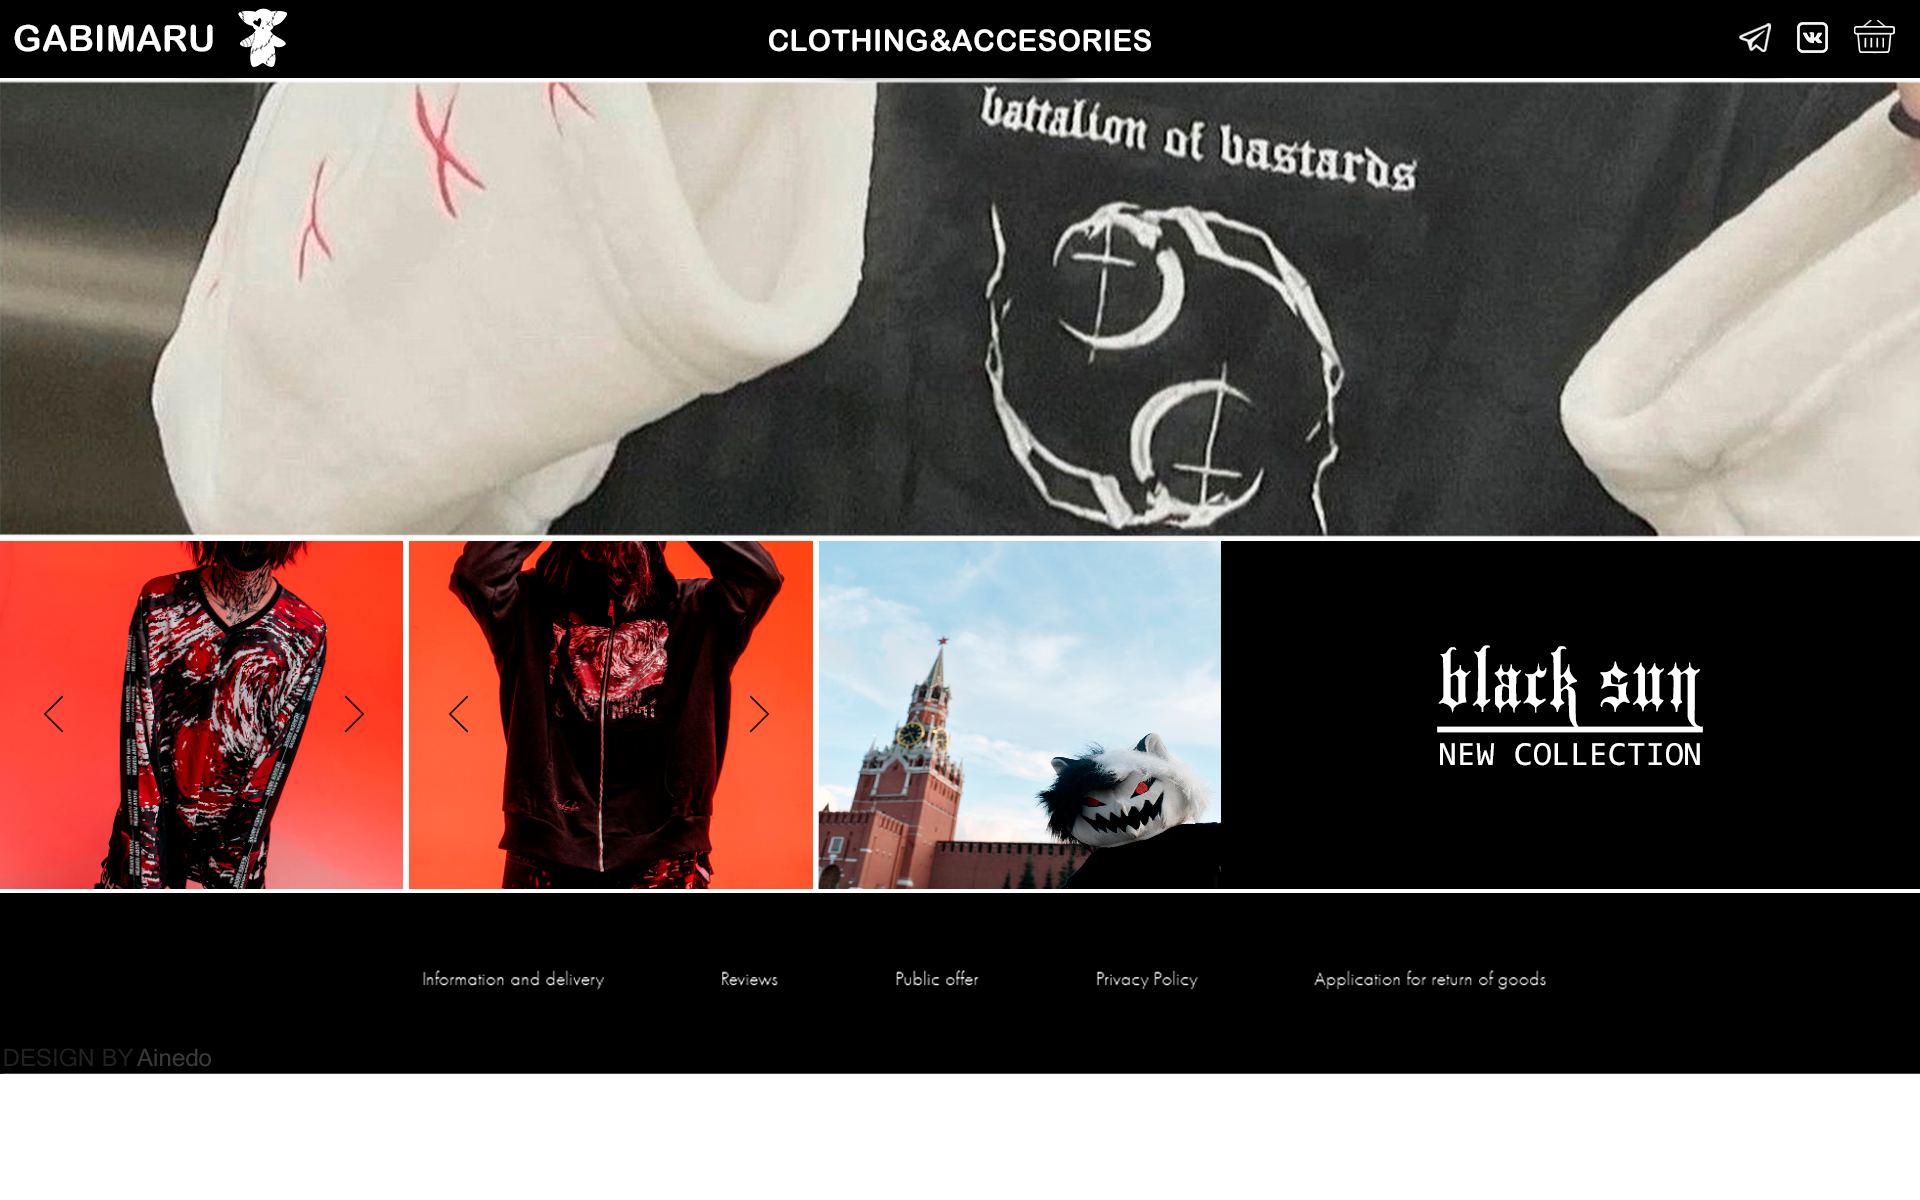 GABIMARU
CLOTHING&ACCESORIES
battalion of bastards
black sun
NEW COLLECTION
Information and delivery
Reviews
Public offer
Privacy Policy
Application for return of goods
DESIGN BY Ainedo